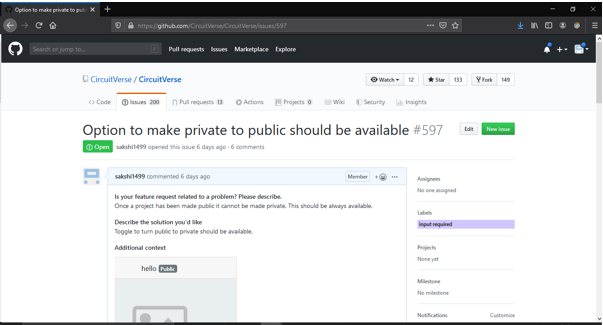 Option to make private to p
https://github.com/CircuitVerse/CircuitVerse/issues/597
Search or jump to...
/
Pull requests Issues Marketplace Explore
CircuitVerse / CircuitVerse
Watch 12 Star 133 Fork 149
Code Issues 200 Pull requests 13 Actions Projects 0 Wiki Security Insights
Option to make private to public should be available #597
Edit New issue
Open sakshi1499 opened this issue 6 days ago · 6 comments
sakshi1499 commented 6 days ago Member
Is your feature request related to a problem? Please describe.
Once a project has been made public it cannot be made private. This should be always available.
Describe the solution you'd like
Toggle to turn public to private should be available.
Additional context
hello Public
Assignees
No one assigned
Labels
input required
Projects
None yet
Milestone
No milestone
Notifications Customize